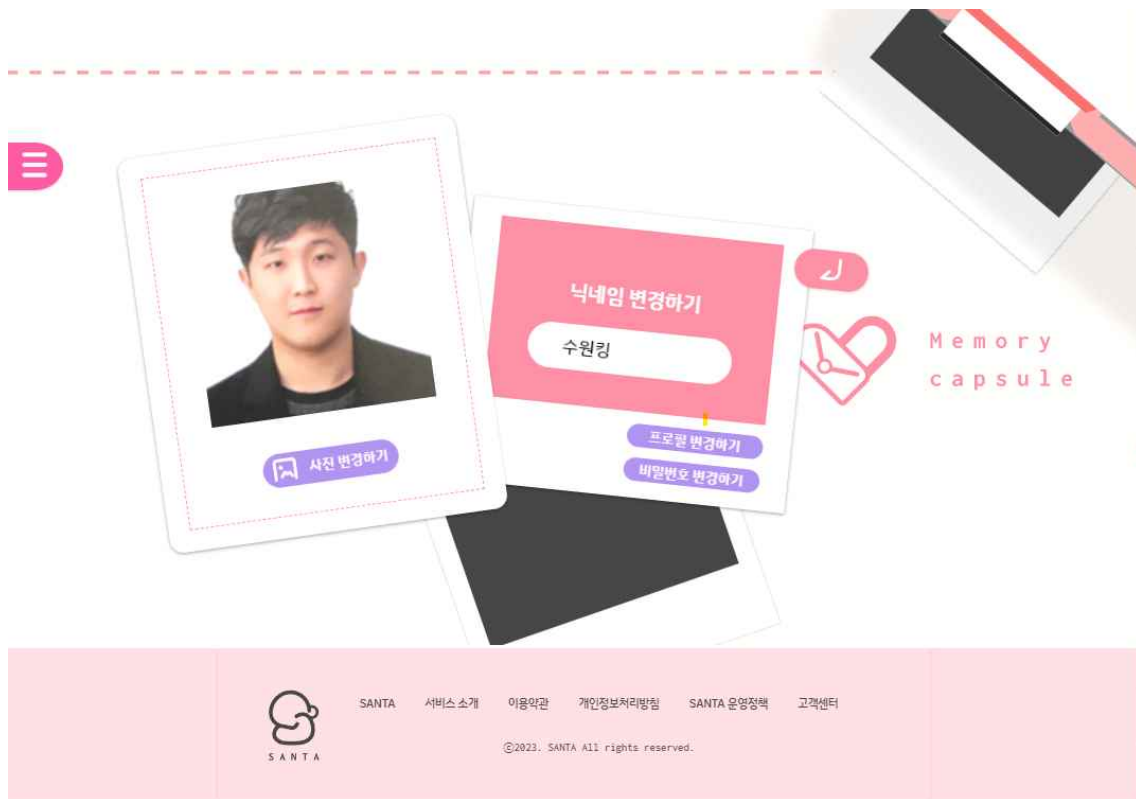 닉네임 변경하기
수원킹
프로필 변경하기
비밀번호 변경하기
사진 변경하기
Memory
capsule
SANTA
SANTA 서비스 소개 이용약관 개인정보처리방침 SANTA 운영정책 고객센터
ⓒ2023. SANTA All rights reserved.